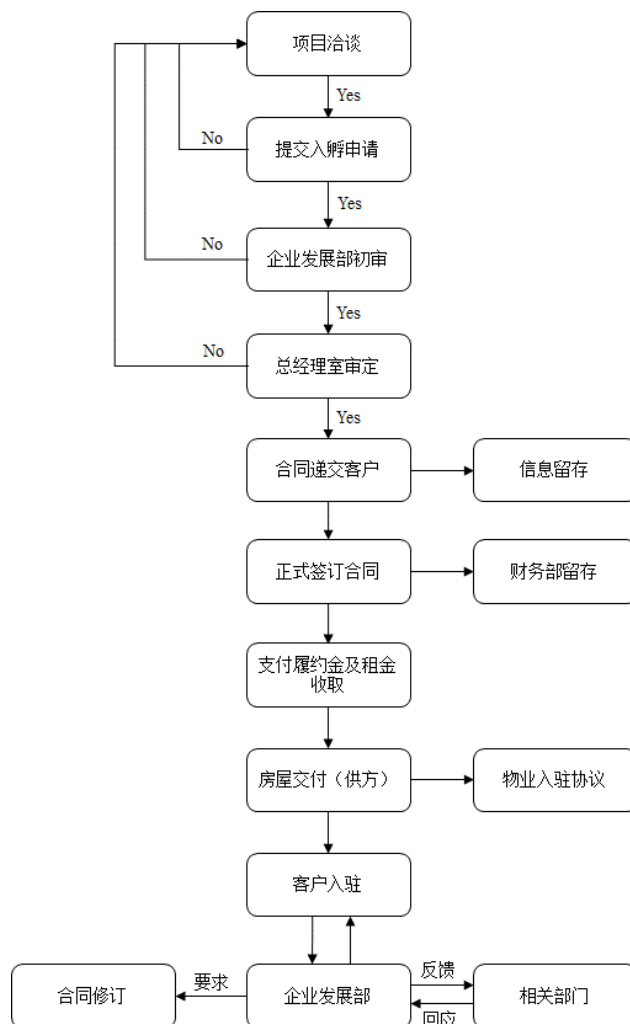 项目洽谈
Yes
No
提交入孵申请
Yes
No
企业发展部初审
Yes
No
总经理室审定
Yes
合同递交客户
信息留存
正式签订合同
财务部留存
支付履约金及租金
收取
房屋交付（供方）
物业入驻协议
客户入驻
合同修订
要求
企业发展部
反馈
回应
相关部门